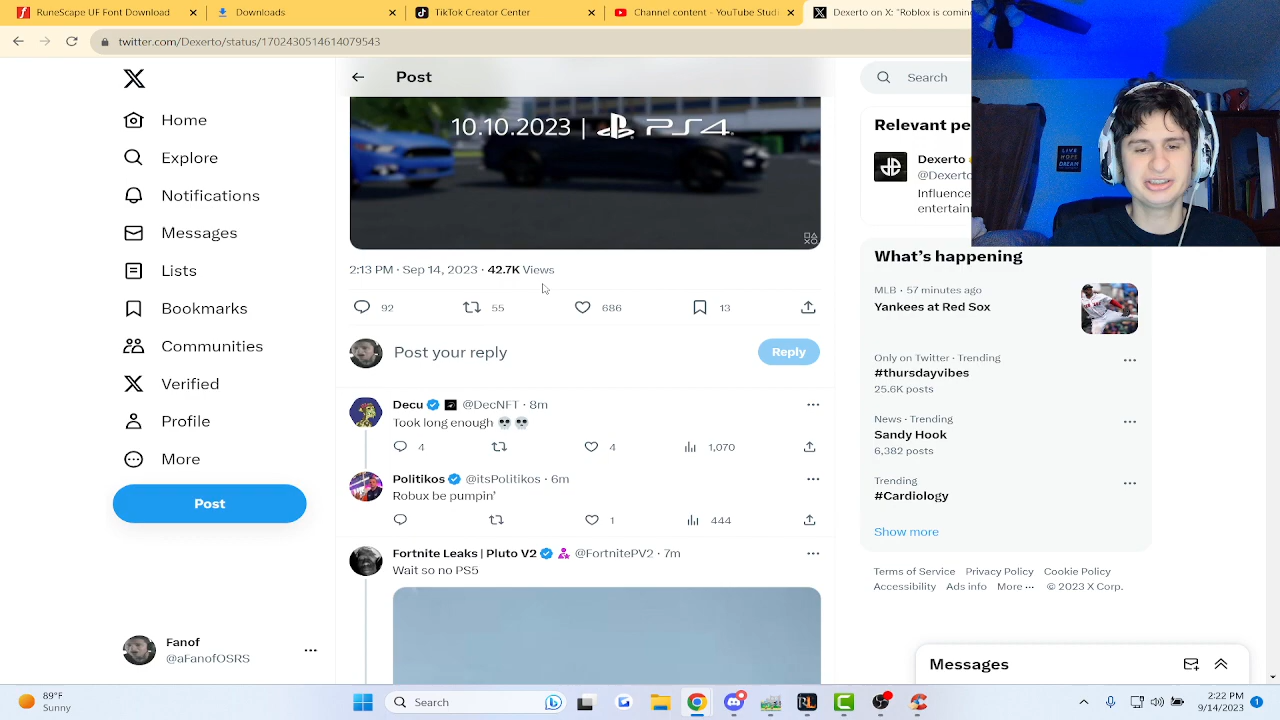 RuneScape UF Font
Downloads
TikTok Creator Center
Channel content - YouTube Studi
Dexerto on X: "Roblox is coming
twitter.com/Dexerto/status/1702430514614079543
Post
Search
Home
Explore
Notifications
Messages
Lists
Bookmarks
Communities
Verified
Profile
More
Post
Fanof
@aFanofOSRS
10.10.2023 | PS4
2:13 PM · Sep 14, 2023 · 42.7K Views
92 55 686 13
Post your reply
Reply
Decu @DecNFT · 8m
Took long enough 💀 💀
4 4 1,070
Politikos @itsPolitikos · 6m
Robux be pumpin'
1 444
Fortnite Leaks | Pluto V2 @FortnitePV2 · 7m
Wait so no PS5
Relevant pe
Dexerto
@Dexerto
Influence
entertain
LIVE
HOPE
DREAM
What's happening
MLB · 57 minutes ago
Yankees at Red Sox
Only on Twitter · Trending
#thursdayvibes
25.6K posts
News · Trending
Sandy Hook
6,382 posts
Trending
#Cardiology
Show more
Terms of Service Privacy Policy Cookie Policy
Accessibility Ads info More ··· © 2023 X Corp.
Messages
89°F
Sunny
Search
2:22 PM
9/14/2023
1